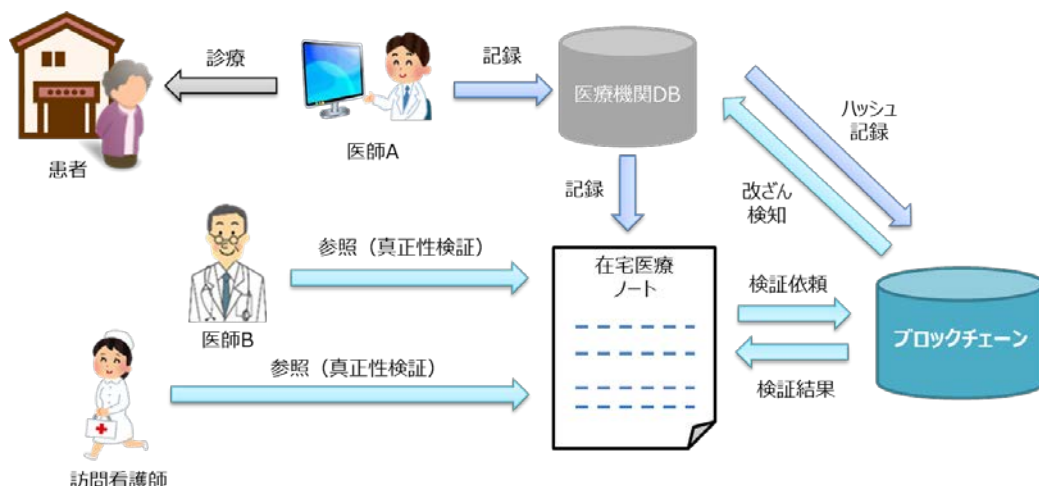 診療
記録
医療機関DB
ハッシュ
記録
患者
医師A
記録
改ざん
検知
参照（真正性検証）
在宅医療
ノート
検証依頼
医師B
ブロックチェーン
参照（真正性検証）
検証結果
訪問看護師